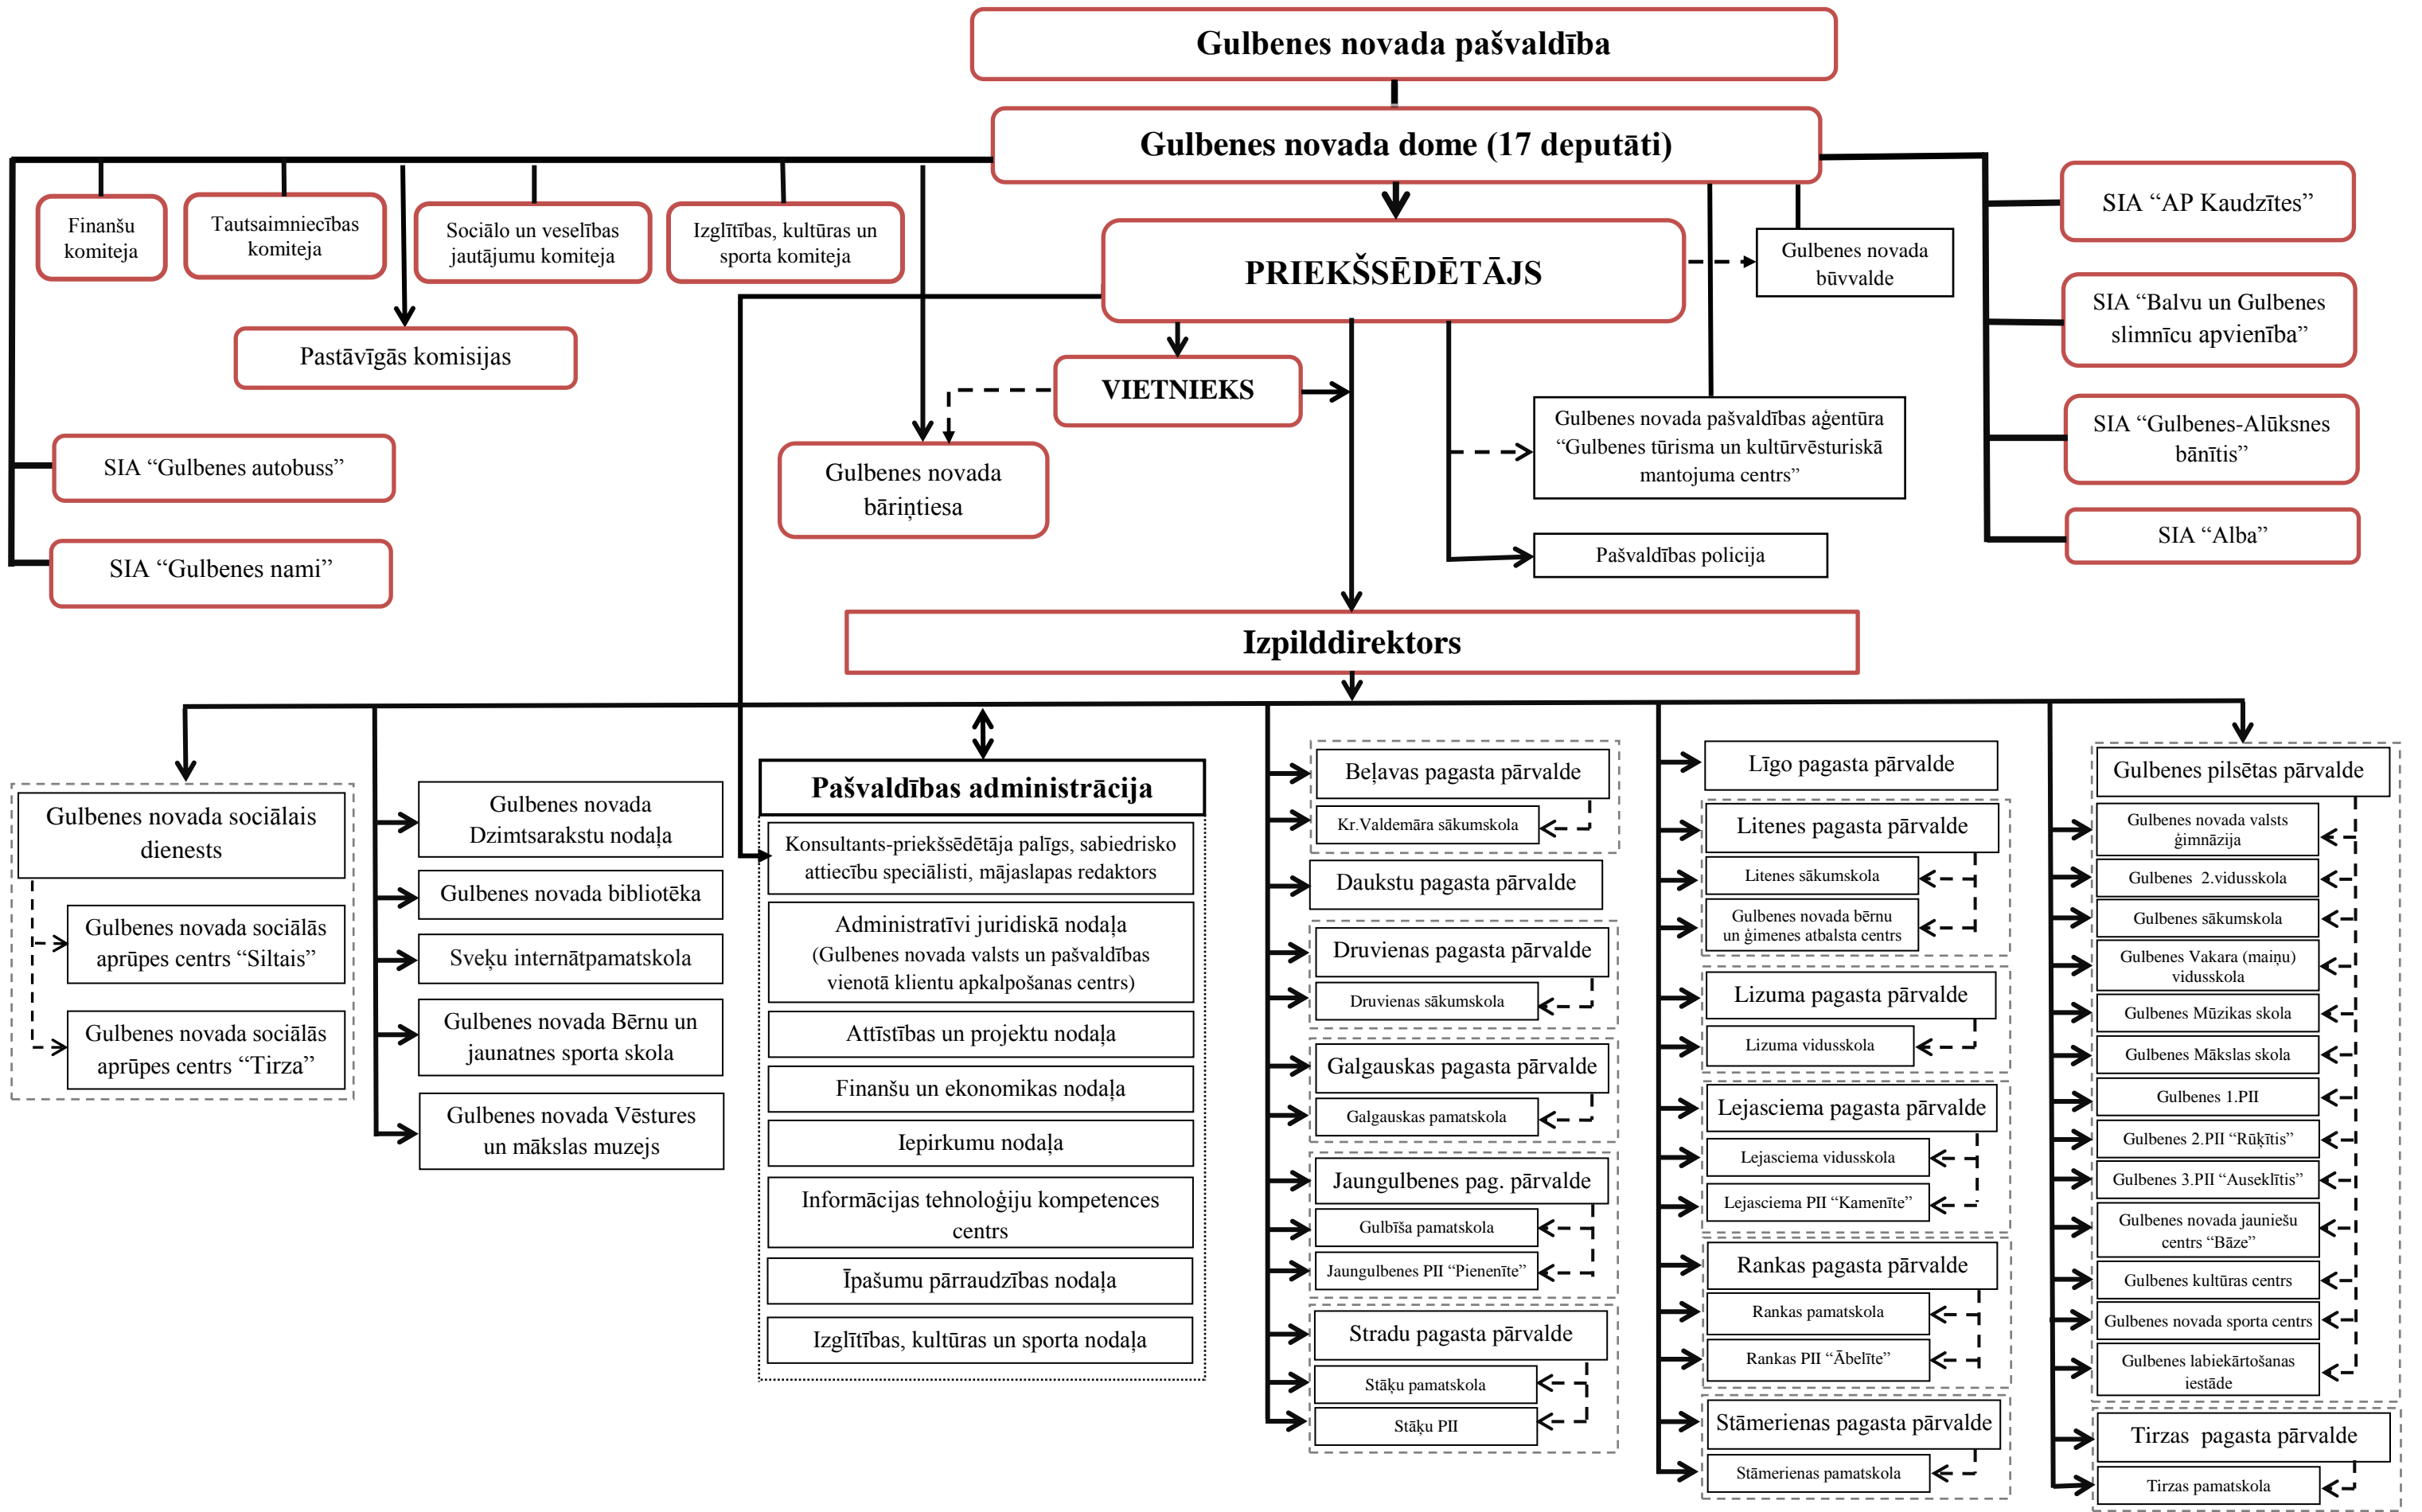 Gulbenes novada pašvaldība
Gulbenes novada dome (17 deputāti)
Finanšu
komiteja
Tautsaimniecības
komiteja
Sociālo un veselības
jautājumu komiteja
Izglītības, kultūras un
sporta komiteja
PRIEKŠSĒDĒTĀJS
Gulbenes novada
būvvalde
SIA “AP Kaudzītes”
SIA “Balvu un Gulbenes
slimnīcu apvienība”
SIA “Gulbenes-Alūksnes
bānītis”
SIA “Alba”
Pastāvīgās komisijas
VIETNIEKS
SIA “Gulbenes autobuss”
SIA “Gulbenes nami”
Gulbenes novada
bāriņtiesa
Gulbenes novada pašvaldības aģentūra
“Gulbenes tūrisma un kultūrvēsturiskā
mantojuma centrs”
Pašvaldības policija
Izpilddirektors
Gulbenes novada sociālais
dienests
Gulbenes novada sociālās
aprūpes centrs “Siltais”
Gulbenes novada sociālās
aprūpes centrs “Tirza”
Gulbenes novada
Dzimtsarakstu nodaļa
Gulbenes novada bibliotēka
Sveķu internātpamatskola
Gulbenes novada Bērnu un
jaunatnes sporta skola
Gulbenes novada Vēstures
un mākslas muzejs
Pašvaldības administrācija
Konsultants-priekšsēdētāja palīgs, sabiedrisko
attiecību speciālisti, mājaslapas redaktors
Administratīvi juridiskā nodaļa
(Gulbenes novada valsts un pašvaldības
vienotā klientu apkalpošanas centrs)
Attīstības un projektu nodaļa
Finanšu un ekonomikas nodaļa
Iepirkumu nodaļa
Informācijas tehnoloģiju kompetences
centrs
Īpašumu pārraudzības nodaļa
Izglītības, kultūras un sporta nodaļa
Beļavas pagasta pārvalde
Kr.Valdemāra sākumskola
Daukstu pagasta pārvalde
Druvienas pagasta pārvalde
Druvienas sākumskola
Galgauskas pagasta pārvalde
Galgauskas pamatskola
Jaungulbenes pag. pārvalde
Gulbīša pamatskola
Jaungulbenes PII “Pienenīte”
Stradu pagasta pārvalde
Stāķu pamatskola
Stāķu PII
Līgo pagasta pārvalde
Litenes pagasta pārvalde
Litenes sākumskola
Gulbenes novada bērnu
un ģimenes atbalsta centrs
Lizuma pagasta pārvalde
Lizuma vidusskola
Lejasciema pagasta pārvalde
Lejasciema vidusskola
Lejasciema PII “Kamenīte”
Rankas pagasta pārvalde
Rankas pamatskola
Rankas PII “Ābelīte”
Stāmerienas pagasta pārvalde
Stāmerienas pamatskola
Gulbenes pilsētas pārvalde
Gulbenes novada valsts
ģimnāzija
Gulbenes 2.vidusskola
Gulbenes sākumskola
Gulbenes Vakara (maiņu)
vidusskola
Gulbenes Mūzikas skola
Gulbenes Mākslas skola
Gulbenes 1.PII
Gulbenes 2.PII “Rūķītis”
Gulbenes 3.PII “Auseklītis”
Gulbenes novada jauniešu
centrs “Bāze”
Gulbenes kultūras centrs
Gulbenes novada sporta centrs
Gulbenes labiekārtošanas
iestāde
Tirzas pagasta pārvalde
Tirzas pamatskola